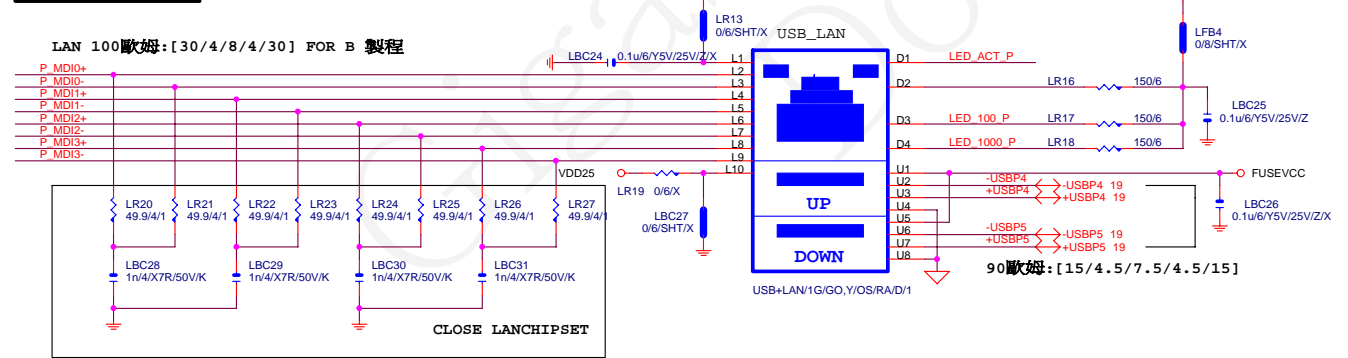 LR13
0/6/SHT/X
USB_LAN
LFB4
0/8/SHT/X
LAN 100歐姆:[30/4/8/4/30] FOR B 製程
LBC24
0.1u/6/Y5V/25V/Z/X
L1
L2
L3
L4
L5
L6
L7
L8
L9
L10
D1
LED_ACT_P
D2
LR16
150/6
D3
LED_100_P
LR17
150/6
D4
LED_1000_P
LR18
150/6
LBC25
0.1u/6/Y5V/25V/Z
P_MDI0+
P_MDI0-
P_MDI1+
P_MDI1-
P_MDI2+
P_MDI2-
P_MDI3+
P_MDI3-
VDD25
LR19 0/6/X
LBC27
0/6/SHT/X
U1
U2
U3
U4
U5
U6
U7
U8
FUSEVCC
-USBP4
+USBP4
-USBP4 19
+USBP4 19
-USBP5
+USBP5
-USBP5 19
+USBP5 19
LBC26
0.1u/6/Y5V/25V/Z/X
UP
DOWN
USB+LAN/1G/GO,Y/OS/RA/D/1
90歐姆:[15/4.5/7.5/4.5/15]
LR20
49.9/4/1
LR21
49.9/4/1
LR22
49.9/4/1
LR23
49.9/4/1
LR24
49.9/4/1
LR25
49.9/4/1
LR26
49.9/4/1
LR27
49.9/4/1
LBC28
1n/4/X7R/50V/K
LBC29
1n/4/X7R/50V/K
LBC30
1n/4/X7R/50V/K
LBC31
1n/4/X7R/50V/K
CLOSE LANCHIPSET